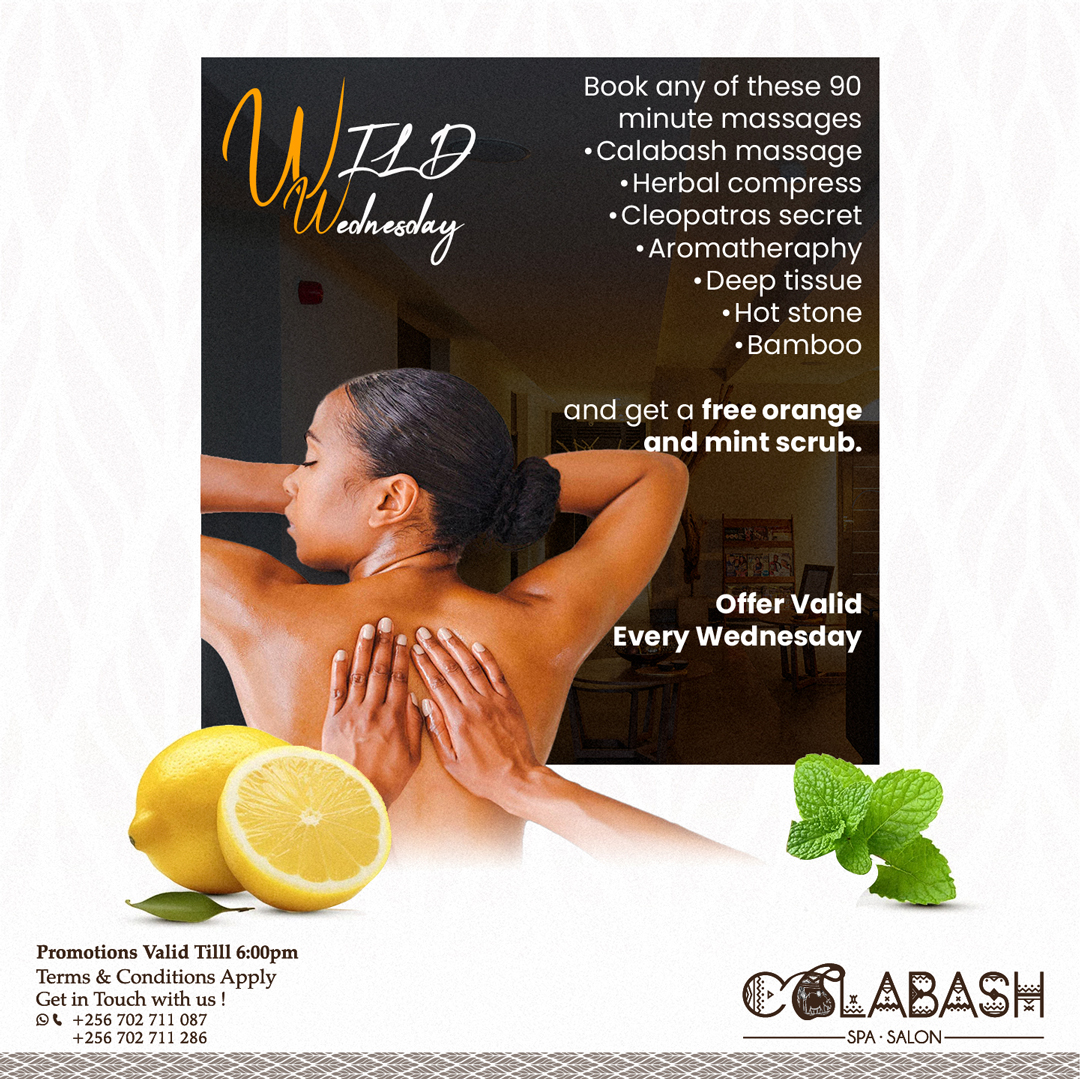 WILD
Wednesday
Book any of these 90
minute massages
•Calabash massage
•Herbal compress
•Cleopatras secret
•Aromatheraphy
•Deep tissue
•Hot stone
•Bamboo
and get a free orange
and mint scrub.
Offer Valid
Every Wednesday
Promotions Valid Tilll 6:00pm
Terms & Conditions Apply
Get in Touch with us !
+256 702 711 087
+256 702 711 286
CALABASH
SPA · SALON